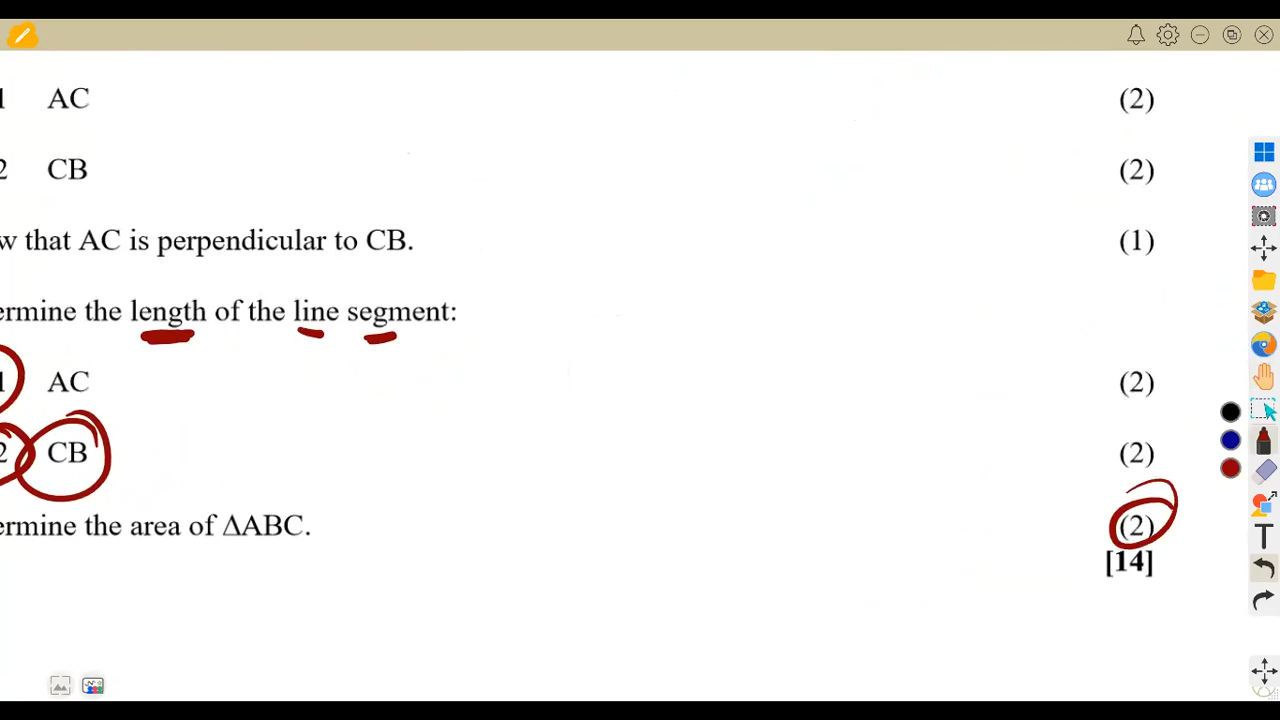 1 AC (2)
2 CB (2)
w that AC is perpendicular to CB. (1)
ermine the length of the line segment:
1 AC (2)
2 CB (2)
ermine the area of ΔABC. (2)
[14]
T